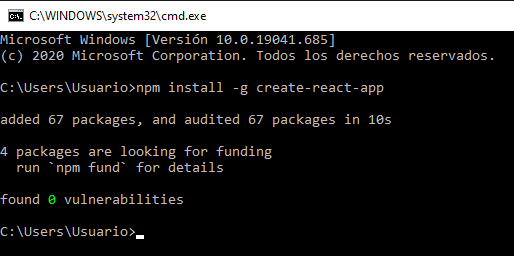 C:\WINDOWS\system32\cmd.exe
Microsoft Windows [Versión 10.0.19041.685]
(c) 2020 Microsoft Corporation. Todos los derechos reservados.
C:\Users\Usuario>npm install -g create-react-app
added 67 packages, and audited 67 packages in 10s
4 packages are looking for funding
  run `npm fund` for details
found 0 vulnerabilities
C:\Users\Usuario>